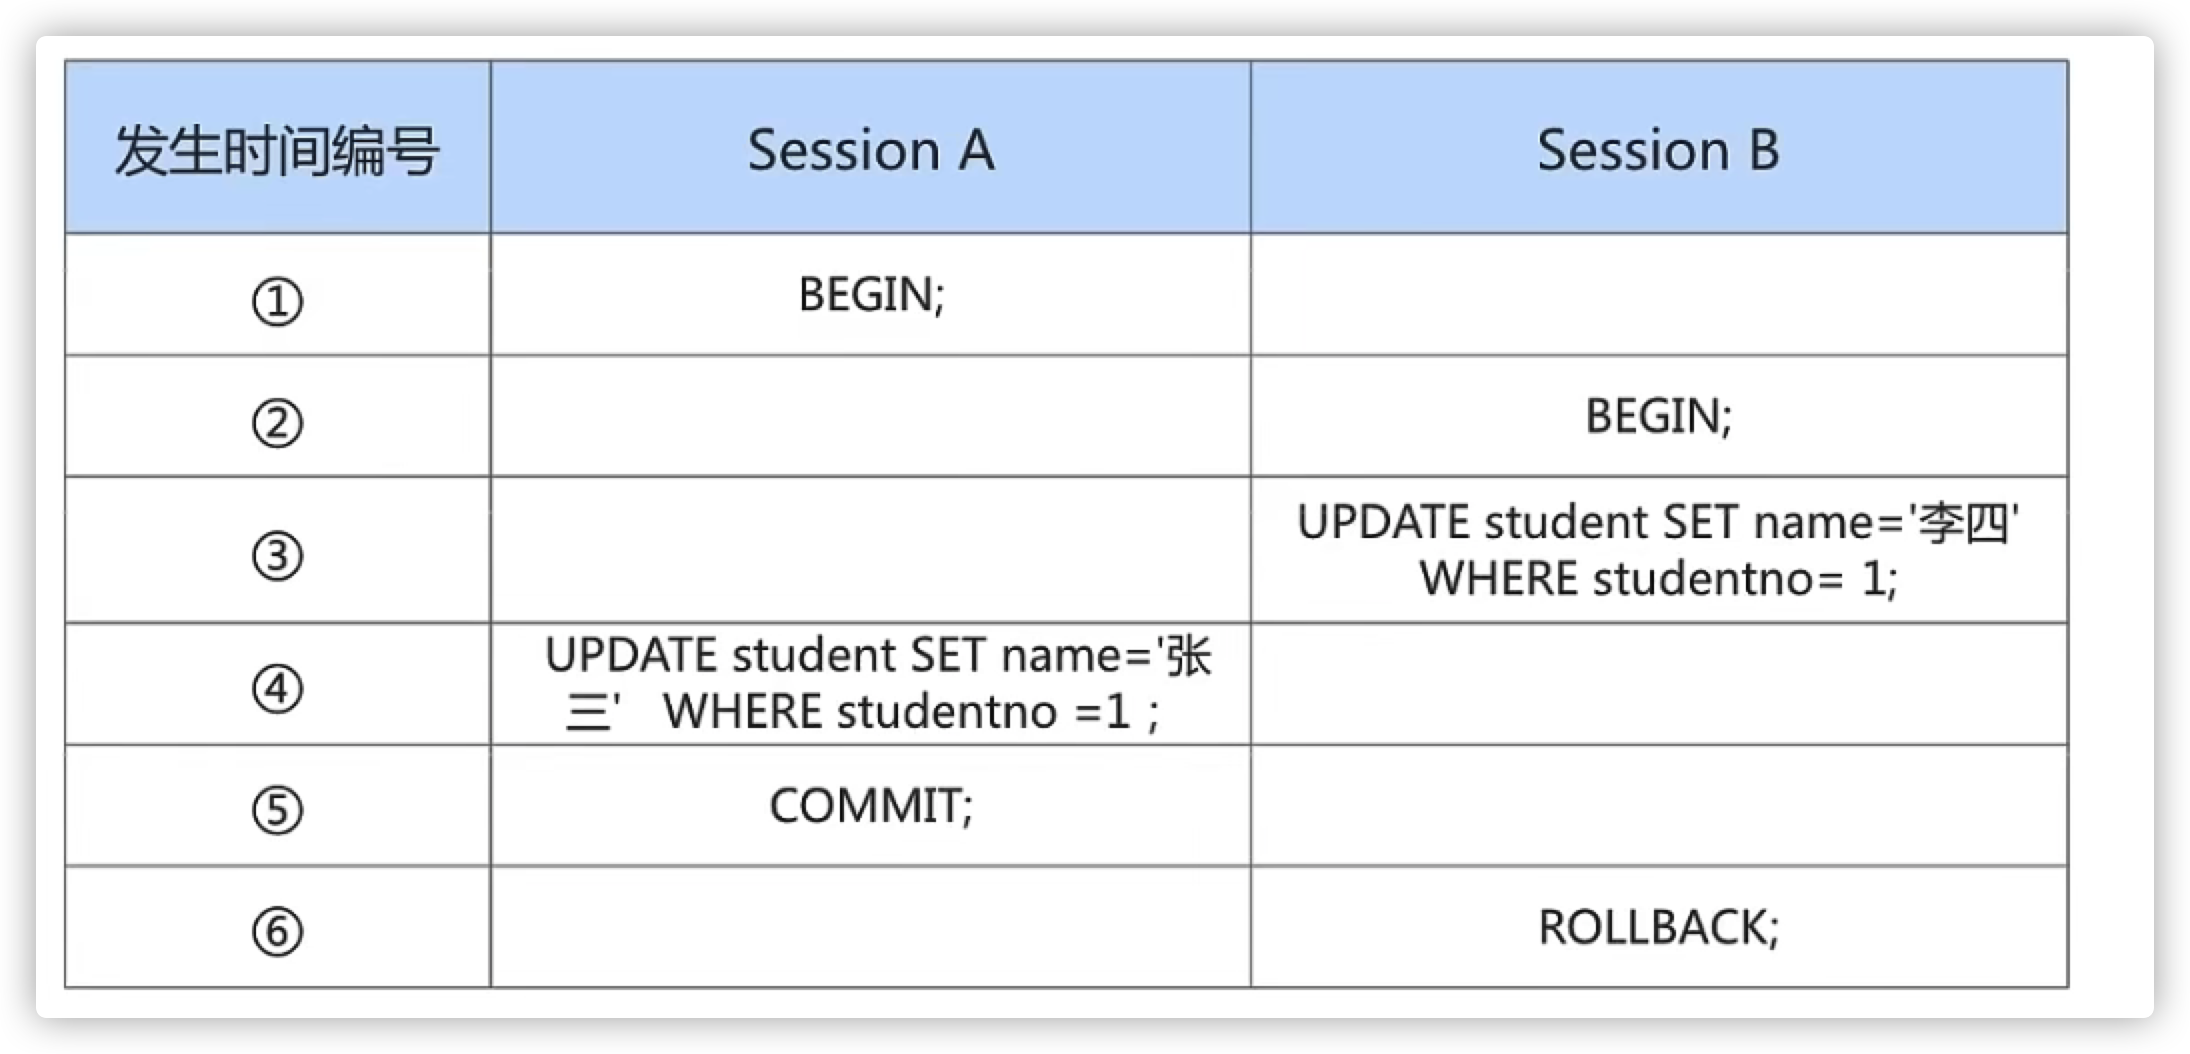 发生时间编号 Session A Session B
① BEGIN;
② BEGIN;
③ UPDATE student SET name='李四'
WHERE studentno= 1;
④ UPDATE student SET name='张
三' WHERE studentno =1 ;
⑤ COMMIT;
⑥ ROLLBACK;